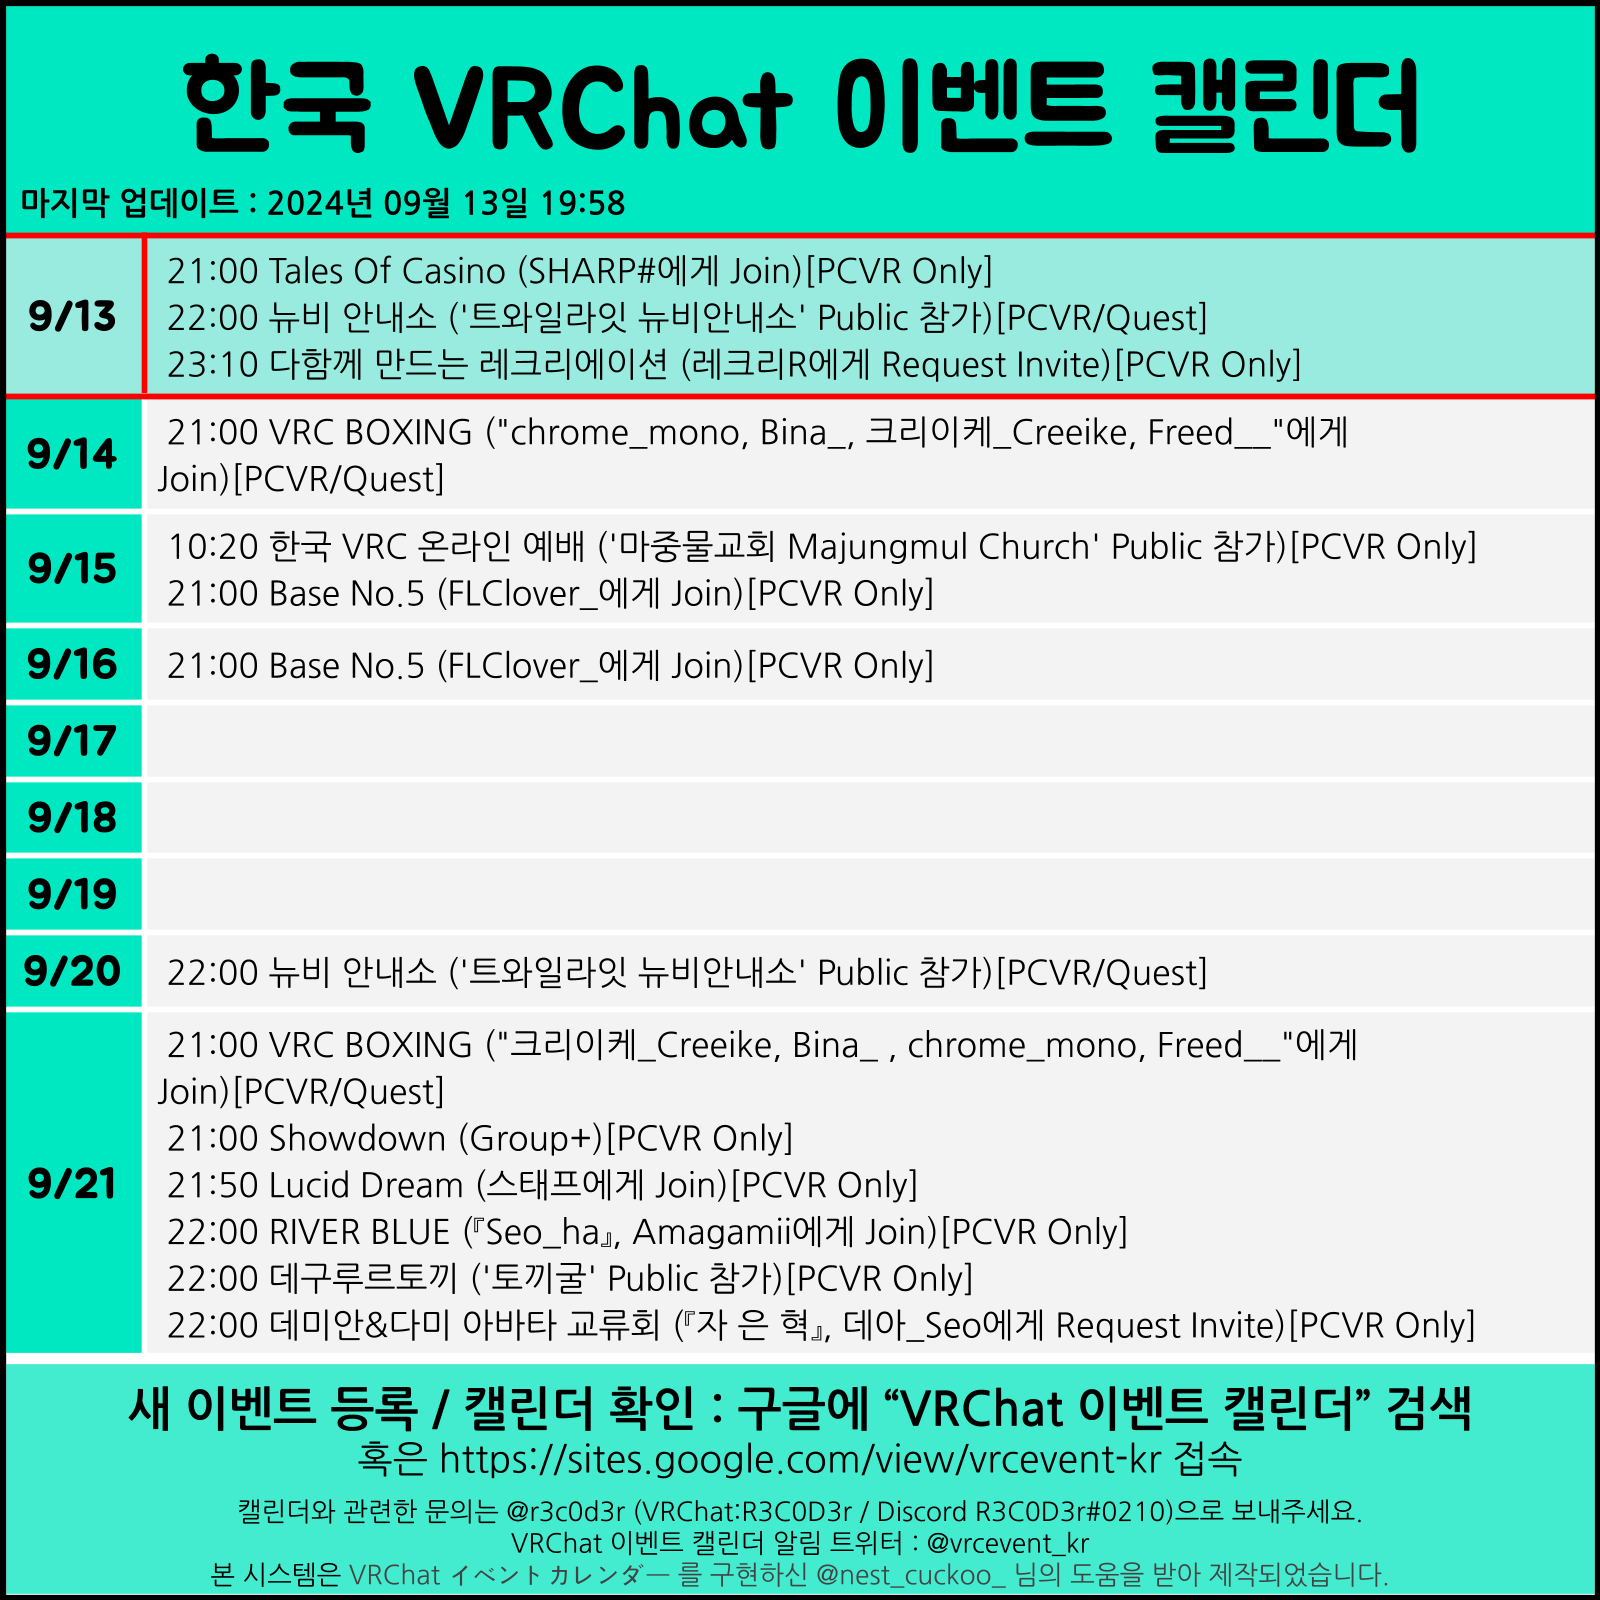 한국 VRChat 이벤트 캘린더
마지막 업데이트 : 2024년 09월 13일 19:58
9/13
21:00 Tales Of Casino (SHARP#에게 Join)[PCVR Only]
22:00 뉴비 안내소 ('트와일라잇 뉴비안내소' Public 참가)[PCVR/Quest]
23:10 다함께 만드는 레크리에이션 (레크리R에게 Request Invite)[PCVR Only]
9/14
21:00 VRC BOXING ("chrome_mono, Bina_, 크리이케_Creeike, Freed__"에게
Join)[PCVR/Quest]
9/15
10:20 한국 VRC 온라인 예배 ('마중물교회 Majungmul Church' Public 참가)[PCVR Only]
21:00 Base No.5 (FLClover_에게 Join)[PCVR Only]
9/16
21:00 Base No.5 (FLClover_에게 Join)[PCVR Only]
9/17
9/18
9/19
9/20
22:00 뉴비 안내소 ('트와일라잇 뉴비안내소' Public 참가)[PCVR/Quest]
9/21
21:00 VRC BOXING ("크리이케_Creeike, Bina_ , chrome_mono, Freed__"에게
Join)[PCVR/Quest]
21:00 Showdown (Group+)[PCVR Only]
21:50 Lucid Dream (스태프에게 Join)[PCVR Only]
22:00 RIVER BLUE (『Seo_ha』, Amagamii에게 Join)[PCVR Only]
22:00 데구루르토끼 ('토끼굴' Public 참가)[PCVR Only]
22:00 데미안&다미 아바타 교류회 (『자 은 혁』, 데아_Seo에게 Request Invite)[PCVR Only]
새 이벤트 등록 / 캘린더 확인 : 구글에 “VRChat 이벤트 캘린더” 검색
혹은 https://sites.google.com/view/vrcevent-kr 접속
캘린더와 관련한 문의는 @r3c0d3r (VRChat:R3C0D3r / Discord R3C0D3r#0210)으로 보내주세요.
VRChat 이벤트 캘린더 알림 트위터 : @vrcevent_kr
본 시스템은 VRChat イベントカレンダー 를 구현하신 @nest_cuckoo_ 님의 도움을 받아 제작되었습니다.